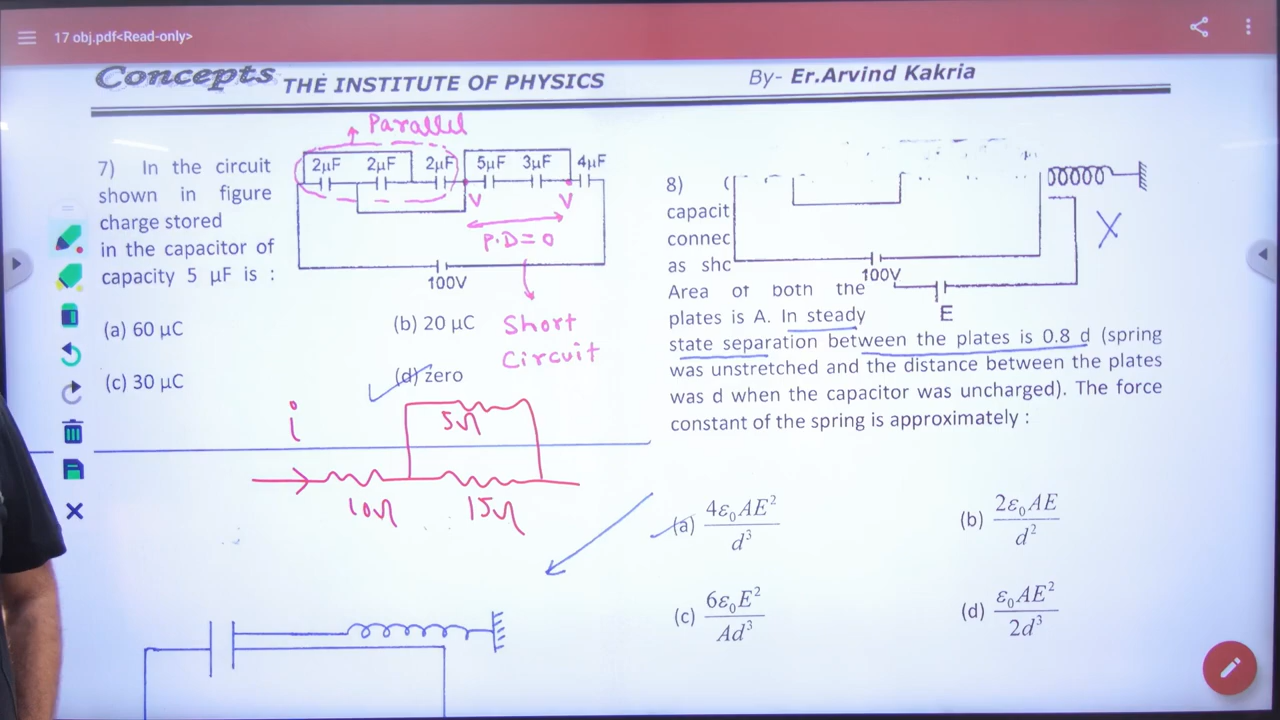 17 obj.pdf<Read-only>
Concepts THE INSTITUTE OF PHYSICS
By- Er.Arvind Kakria
Parallel
7) In the circuit
shown in figure
charge stored
in the capacitor of
capacity 5 μF is :
2μF 2μF 2μF 5μF 3μF 4μF
V V
P.D=0
100V
Short
Circuit
(a) 60 μC
(b) 20 μC
(c) 30 μC
(d) zero
i
5Ω
10Ω 15Ω
8) (
capacit
connec
as shc
100V
E
X
Area of both the
plates is A. In steady
state separation between the plates is 0.8 d (spring
was unstretched and the distance between the plates
was d when the capacitor was uncharged). The force
constant of the spring is approximately :
(a) 4ε₀AE²/d³
(b) 2ε₀AE/d²
(c) 6ε₀E²/Ad³
(d) ε₀AE²/2d³